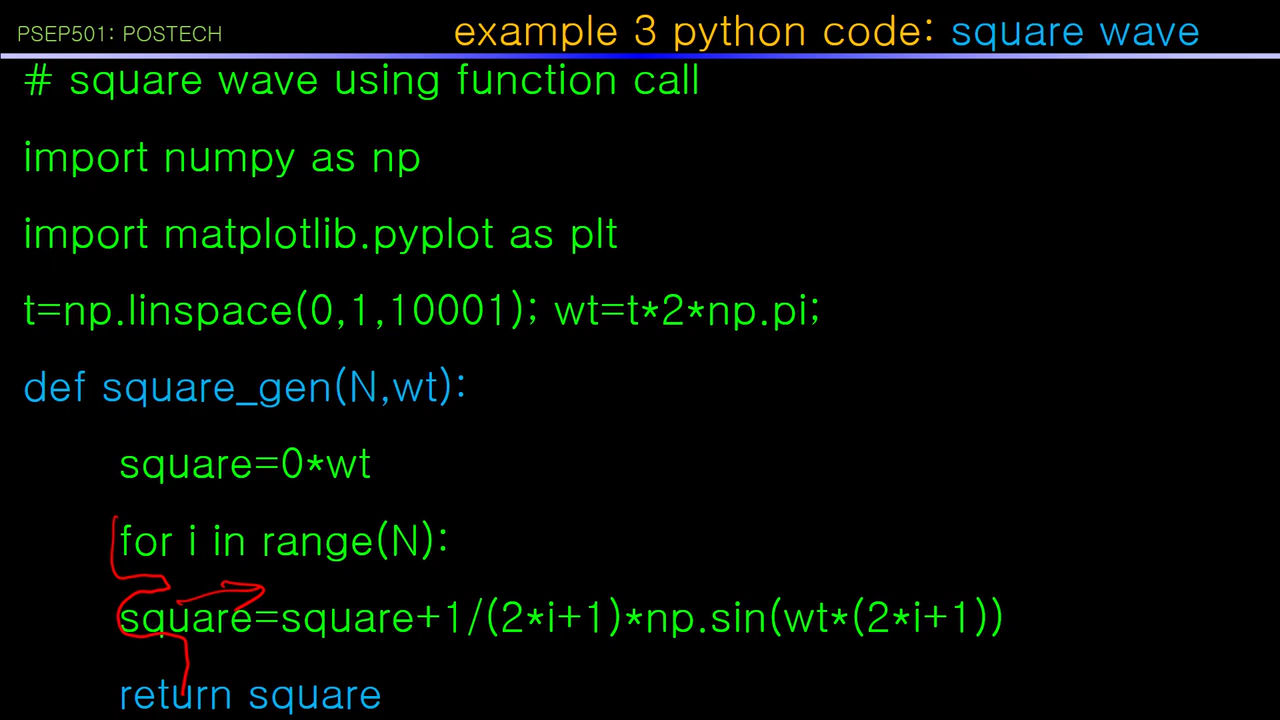 PSEP501: POSTECH
example 3 python code: square wave
# square wave using function call
import numpy as np
import matplotlib.pyplot as plt
t=np.linspace(0,1,10001); wt=t*2*np.pi;
def square_gen(N,wt):
square=0*wt
for i in range(N):
square=square+1/(2*i+1)*np.sin(wt*(2*i+1))
return square